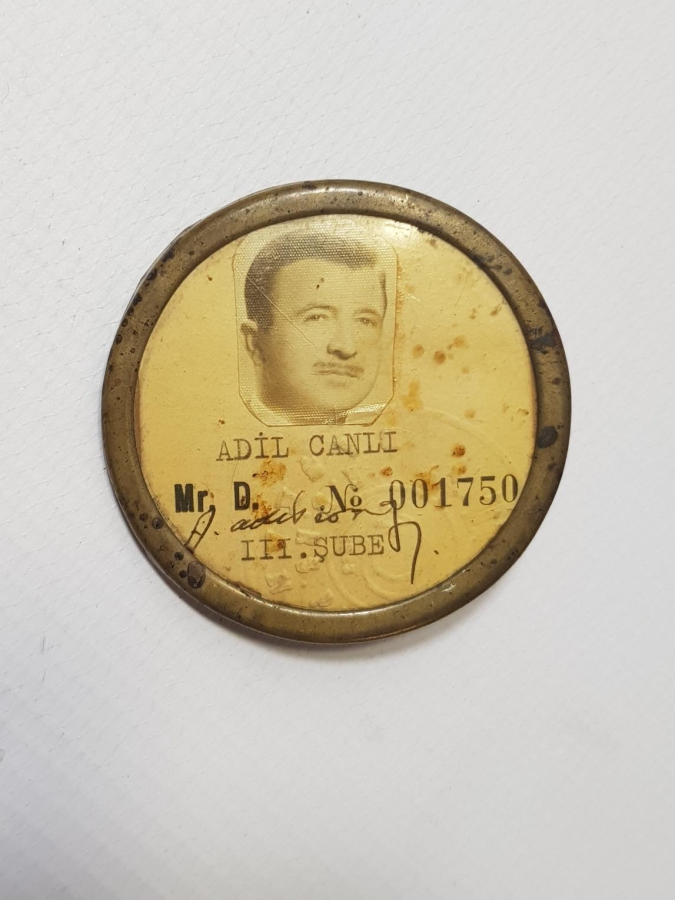 ADİL CANLI
Mr. D. № 001750
III.ŞUBE